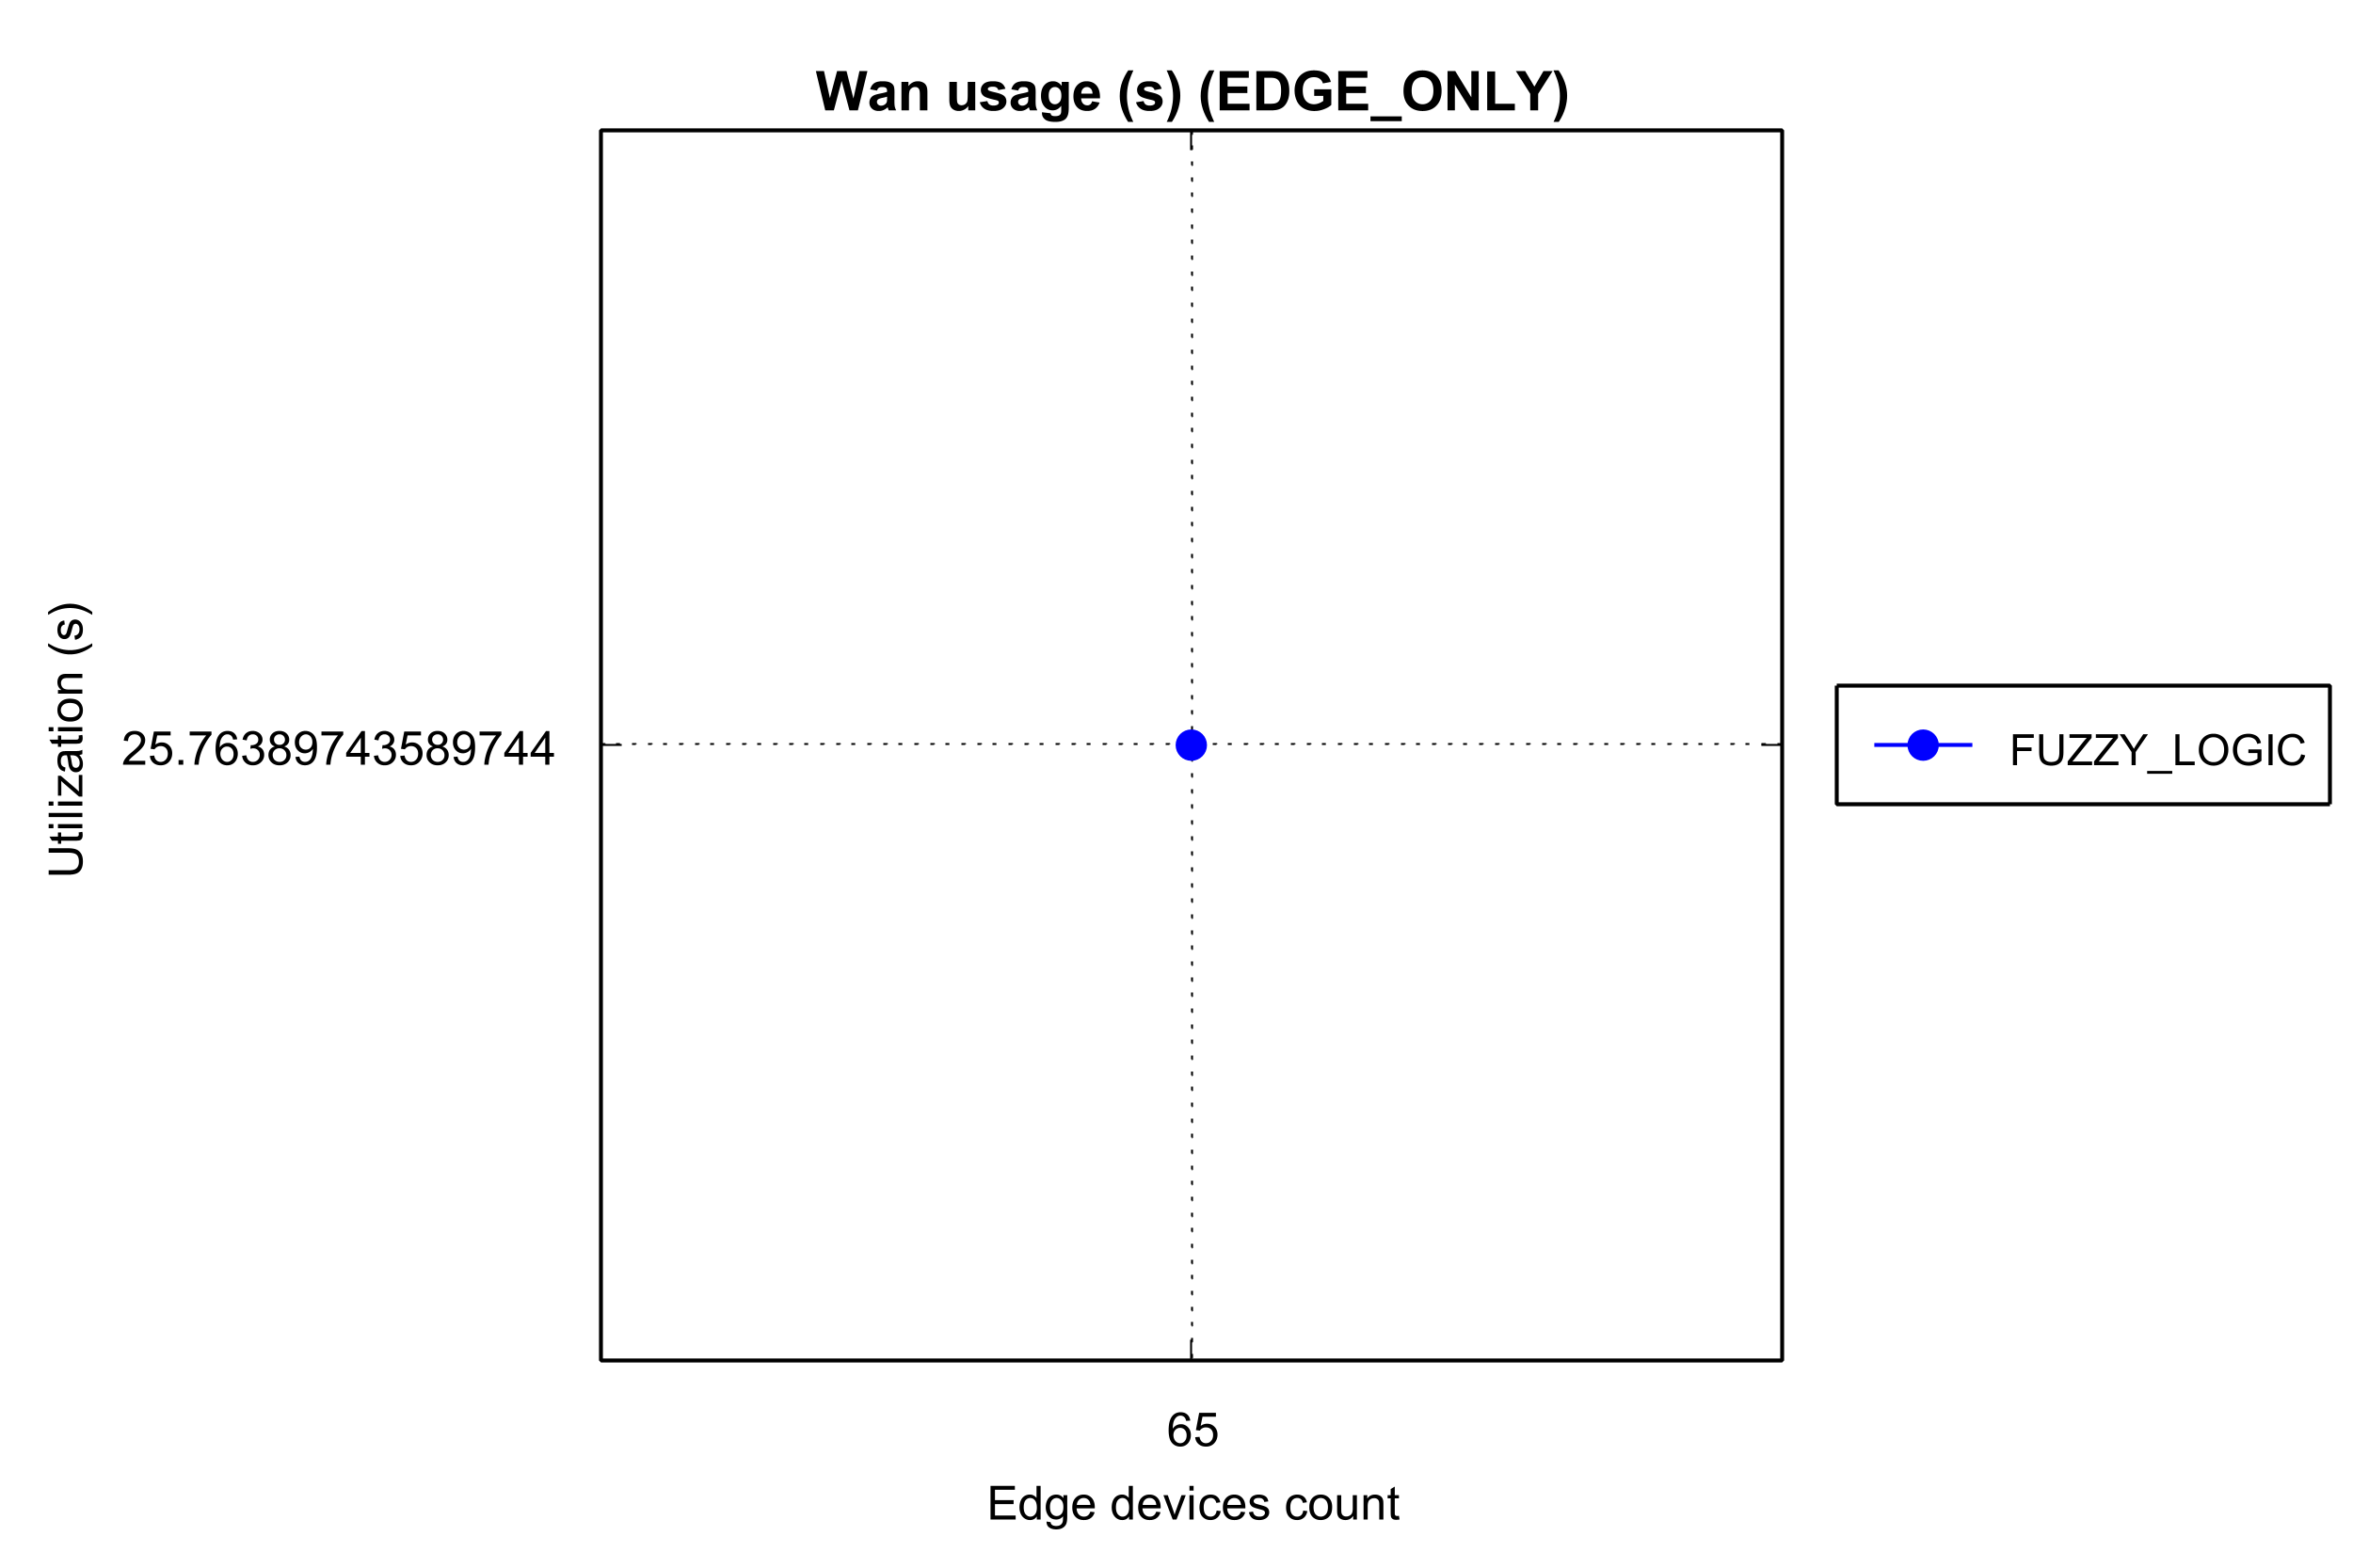 Wan usage (s) (EDGE_ONLY)
Utilization (s)
25.76389743589744
FUZZY_LOGIC
65
Edge devices count